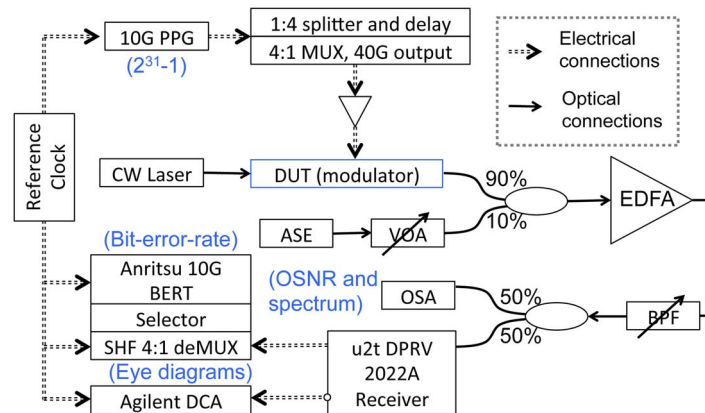 10G PPG
(2³¹-1)
1:4 splitter and delay
4:1 MUX, 40G output
Electrical
connections
Optical
connections
Reference
Clock
CW Laser
DUT (modulator)
90%
10%
EDFA
ASE
VOA
(Bit-error-rate)
Anritsu 10G
BERT
Selector
SHF 4:1 deMUX
(Eye diagrams)
Agilent DCA
(OSNR and
spectrum)
OSA
50%
50%
BPF
u2t DPRV
2022A
Receiver